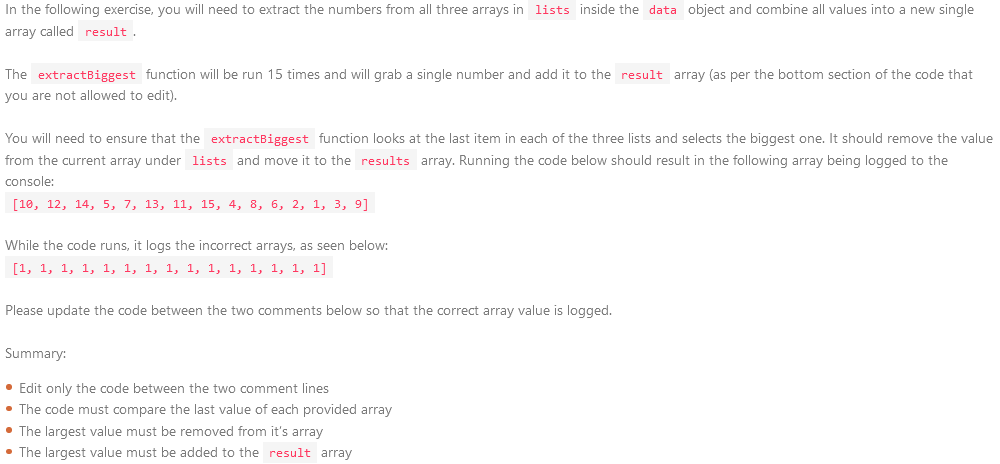 In the following exercise, you will need to extract the numbers from all three arrays in lists inside the data object and combine all values into a new single
array called result.
The extractBiggest function will be run 15 times and will grab a single number and add it to the result array (as per the bottom section of the code that
you are not allowed to edit).
You will need to ensure that the extractBiggest function looks at the last item in each of the three lists and selects the biggest one. It should remove the value
from the current array under lists and move it to the results array. Running the code below should result in the following array being logged to the
console:
[10, 12, 14, 5, 7, 13, 11, 15, 4, 8, 6, 2, 1, 3, 9]
While the code runs, it logs the incorrect arrays, as seen below:
[1, 1, 1, 1, 1, 1, 1, 1, 1, 1, 1, 1, 1, 1, 1]
Please update the code between the two comments below so that the correct array value is logged.
Summary:
• Edit only the code between the two comment lines
• The code must compare the last value of each provided array
• The largest value must be removed from it's array
• The largest value must be added to the result array